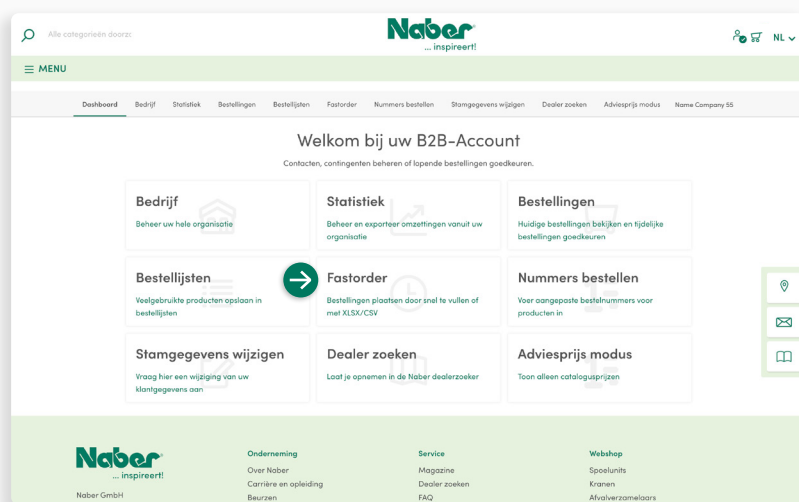 Alle categorieën doorzc
Naber
... inspireert!
NL
MENU
Dashboard Bedrijf Statistiek Bestellingen Bestellijsten Fastorder Nummers bestellen Stamgegevens wijzigen Dealer zoeken Adviesprijs modus Name Company 55
Welkom bij uw B2B-Account
Contacten, contingenten beheren of lopende bestellingen goedkeuren.
Bedrijf
Beheer uw hele organisatie
Statistiek
Beheer en exporteer omzettingen vanuit uw
organisatie
Bestellingen
Huidige bestellingen bekijken en tijdelijke
bestellingen goedkeuren
Bestellijsten
Veelgebruikte producten opslaan in
bestellijsten
Fastorder
Bestellingen plaatsen door snel te vullen of
met XLSX/CSV
Nummers bestellen
Voer aangepaste bestelnummers voor
producten in
Stamgegevens wijzigen
Vraag hier een wijziging van uw
klantgegevens aan
Dealer zoeken
Laat je opnemen in de Naber dealerzoeker
Adviesprijs modus
Toon alleen catalogusprijzen
Naber
... inspireert!
Naber GmbH
Onderneming
Over Naber
Carrière en opleiding
Beurzen
Service
Magazine
Dealer zoeken
FAQ
Webshop
Spoelunits
Kranen
Afvalverzamelaars